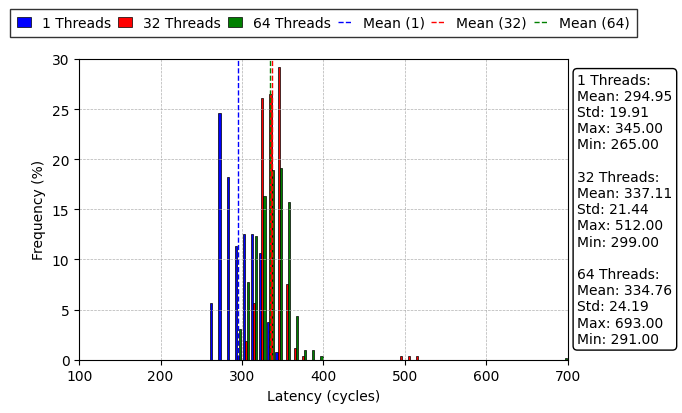 1 Threads 32 Threads 64 Threads Mean (1) Mean (32) Mean (64)
30
25
20
15
10
5
0
Frequency (%)
100 200 300 400 500 600 700
Latency (cycles)
1 Threads:
Mean: 294.95
Std: 19.91
Max: 345.00
Min: 265.00
32 Threads:
Mean: 337.11
Std: 21.44
Max: 512.00
Min: 299.00
64 Threads:
Mean: 334.76
Std: 24.19
Max: 693.00
Min: 291.00